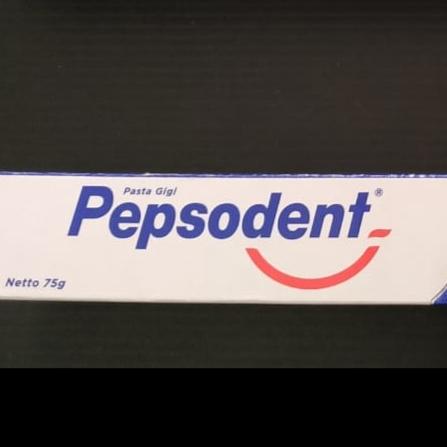 Pasta Gigi
Pepsodent®
Netto 75g